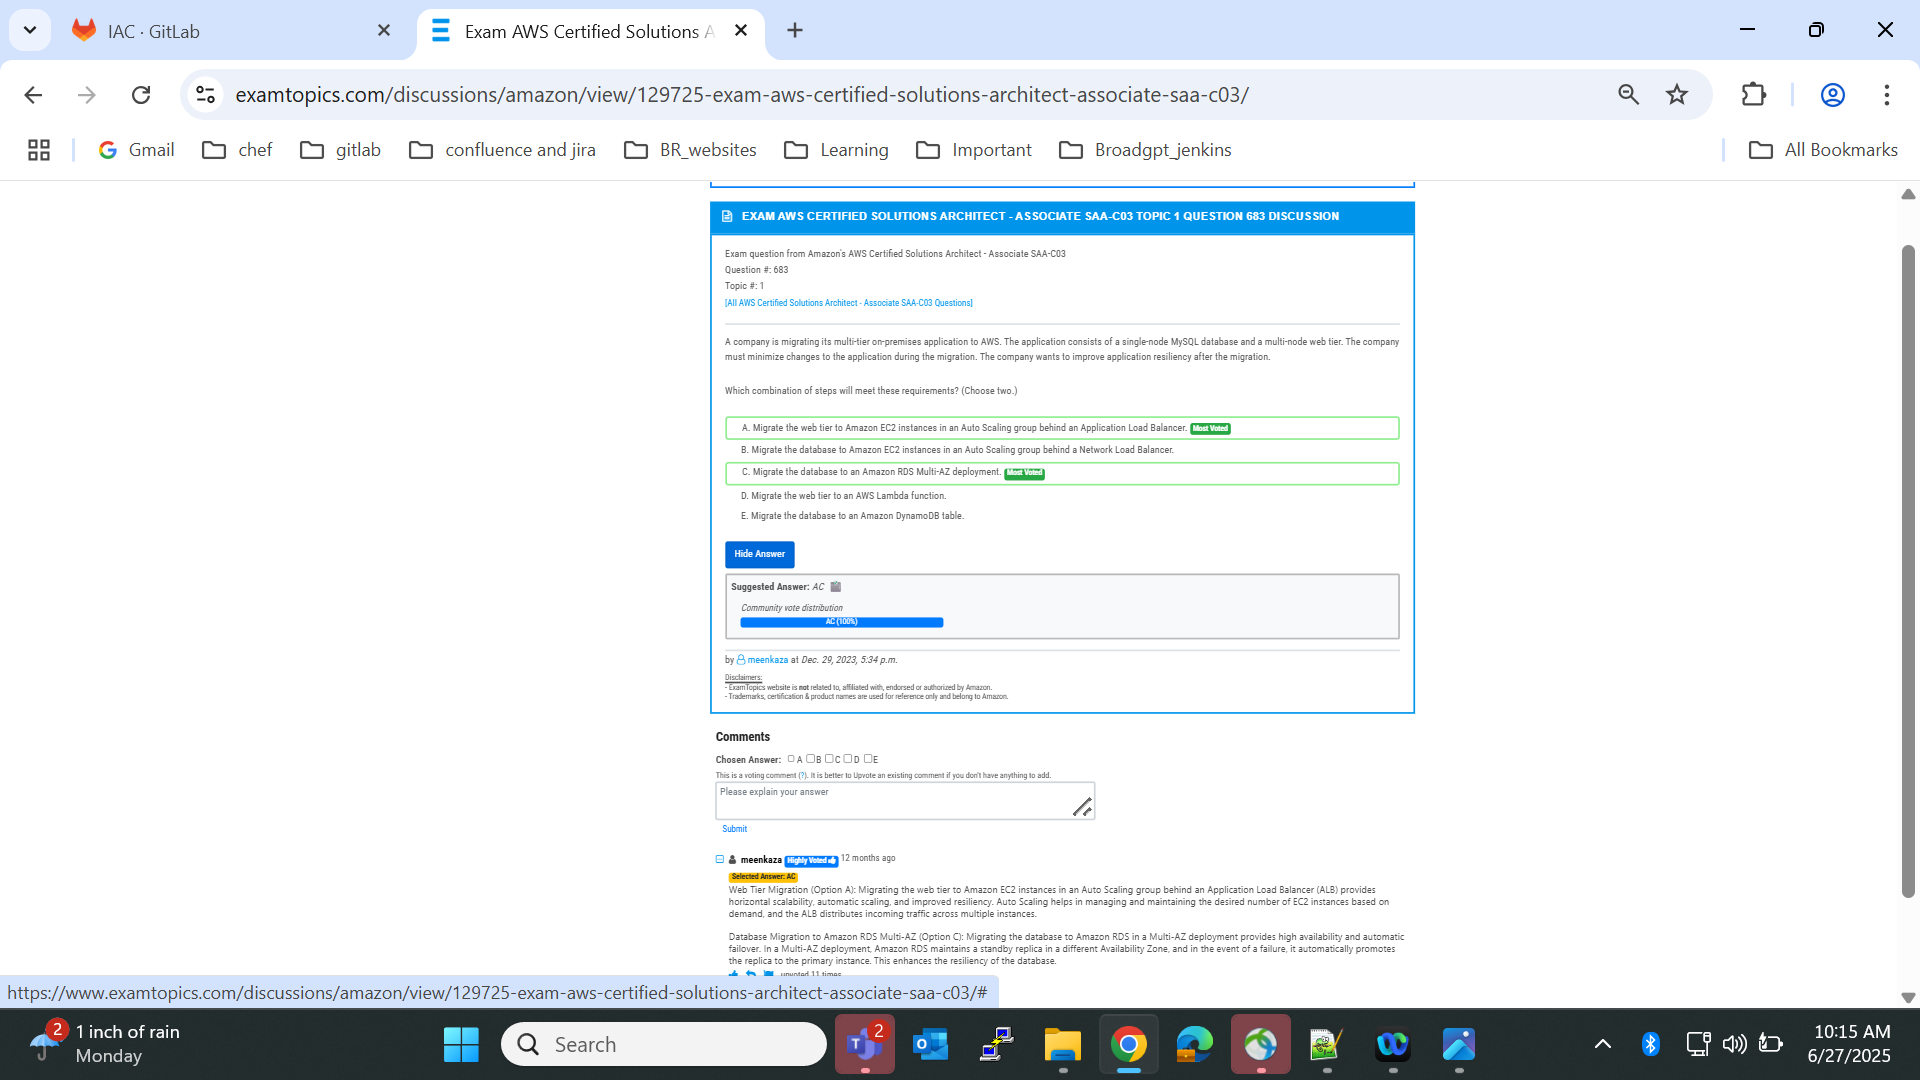 IAC · GitLab
Exam AWS Certified Solutions A
examtopics.com/discussions/amazon/view/129725-exam-aws-certified-solutions-architect-associate-saa-c03/
Gmail
chef
gitlab
confluence and jira
BR_websites
Learning
Important
Broadgpt_jenkins
All Bookmarks
EXAM AWS CERTIFIED SOLUTIONS ARCHITECT - ASSOCIATE SAA-C03 TOPIC 1 QUESTION 683 DISCUSSION
Exam question from Amazon's AWS Certified Solutions Architect - Associate SAA-C03
Question #: 683
Topic #: 1
[All AWS Certified Solutions Architect - Associate SAA-C03 Questions]
A company is migrating its multi-tier on-premises application to AWS. The application consists of a single-node MySQL database and a multi-node web tier. The company
must minimize changes to the application during the migration. The company wants to improve application resiliency after the migration.
Which combination of steps will meet these requirements? (Choose two.)
A. Migrate the web tier to Amazon EC2 instances in an Auto Scaling group behind an Application Load Balancer. Most Voted
B. Migrate the database to Amazon EC2 instances in an Auto Scaling group behind a Network Load Balancer.
C. Migrate the database to an Amazon RDS Multi-AZ deployment. Most Voted
D. Migrate the web tier to an AWS Lambda function.
E. Migrate the database to an Amazon DynamoDB table.
Hide Answer
Suggested Answer: AC
Community vote distribution
AC (100%)
by meenkaza at Dec. 29, 2023, 5:34 p.m.
Disclaimers:
- ExamTopics website is not related to, affiliated with, endorsed or authorized by Amazon.
- Trademarks, certification & product names are used for reference only and belong to Amazon.
Comments
Chosen Answer: A B C D E
This is a voting comment (?). It is better to Upvote an existing comment if you don't have anything to add.
Please explain your answer
Submit
meenkaza Highly Voted 12 months ago
Selected Answer: AC
Web Tier Migration (Option A): Migrating the web tier to Amazon EC2 instances in an Auto Scaling group behind an Application Load Balancer (ALB) provides
horizontal scalability, automatic scaling, and improved resiliency. Auto Scaling helps in managing and maintaining the desired number of EC2 instances based on
demand, and the ALB distributes incoming traffic across multiple instances.
Database Migration to Amazon RDS Multi-AZ (Option C): Migrating the database to Amazon RDS in a Multi-AZ deployment provides high availability and automatic
failover. In a Multi-AZ deployment, Amazon RDS maintains a standby replica in a different Availability Zone, and in the event of a failure, it automatically promotes
the replica to the primary instance. This enhances the resiliency of the database.
upvoted 11 times
https://www.examtopics.com/discussions/amazon/view/129725-exam-aws-certified-solutions-architect-associate-saa-c03/#
2
1 inch of rain
Monday
Search
2
10:15 AM
6/27/2025